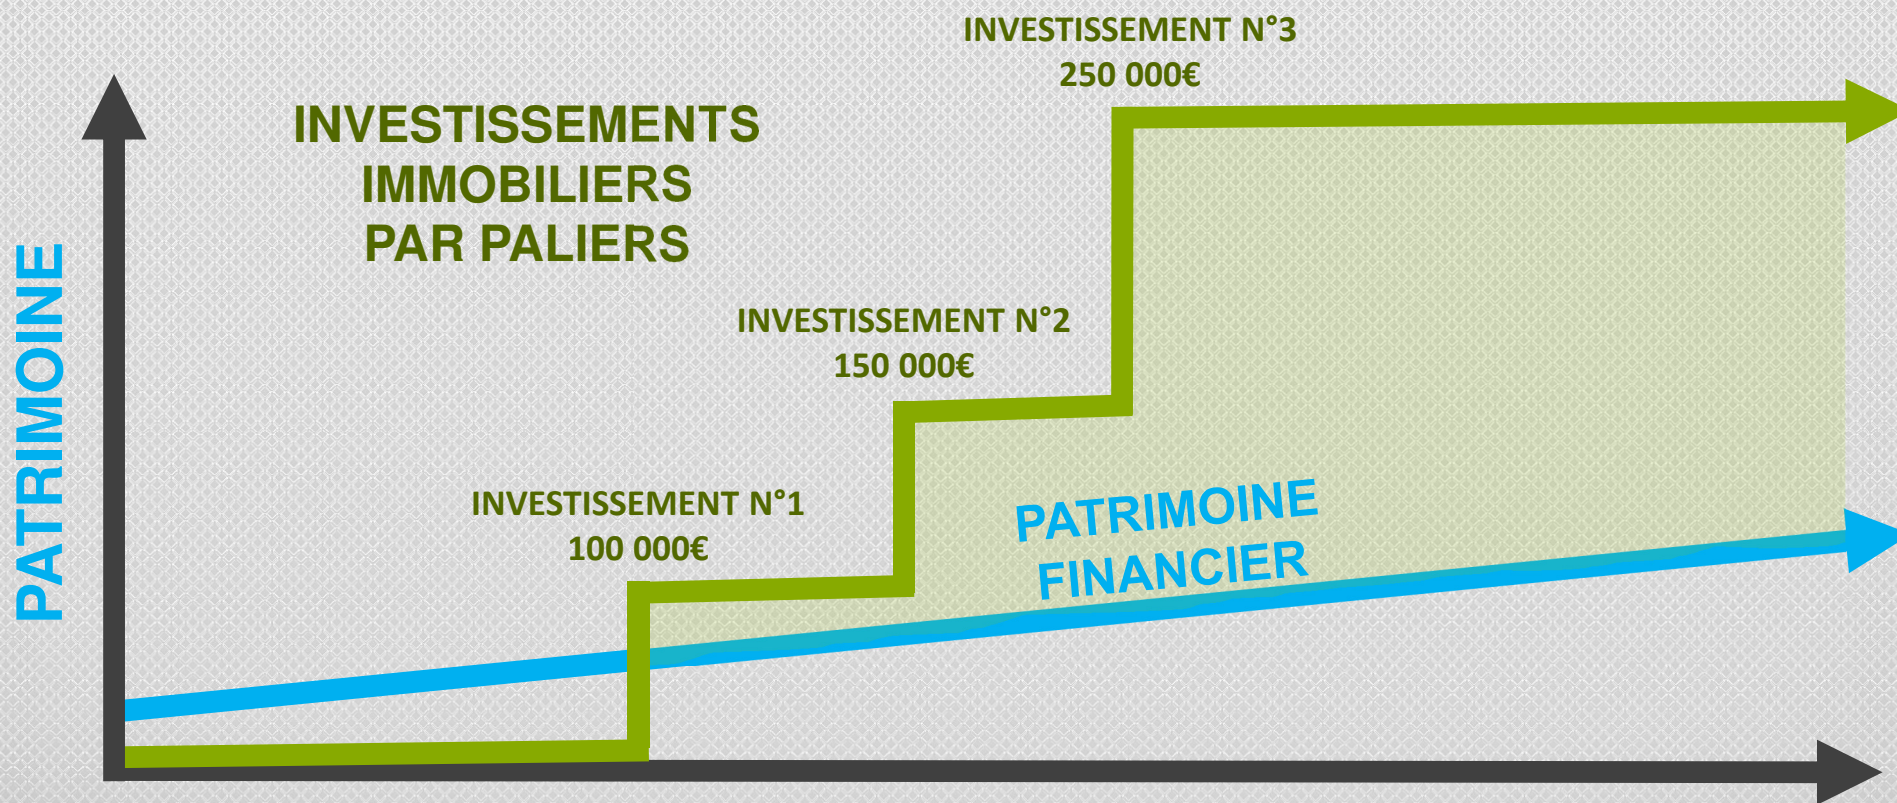 INVESTISSEMENT N°3
250 000€
INVESTISSEMENTS
IMMOBILIERS
PAR PALIERS
PATRIMOINE
INVESTISSEMENT N°2
150 000€
INVESTISSEMENT N°1
100 000€
PATRIMOINE
FINANCIER